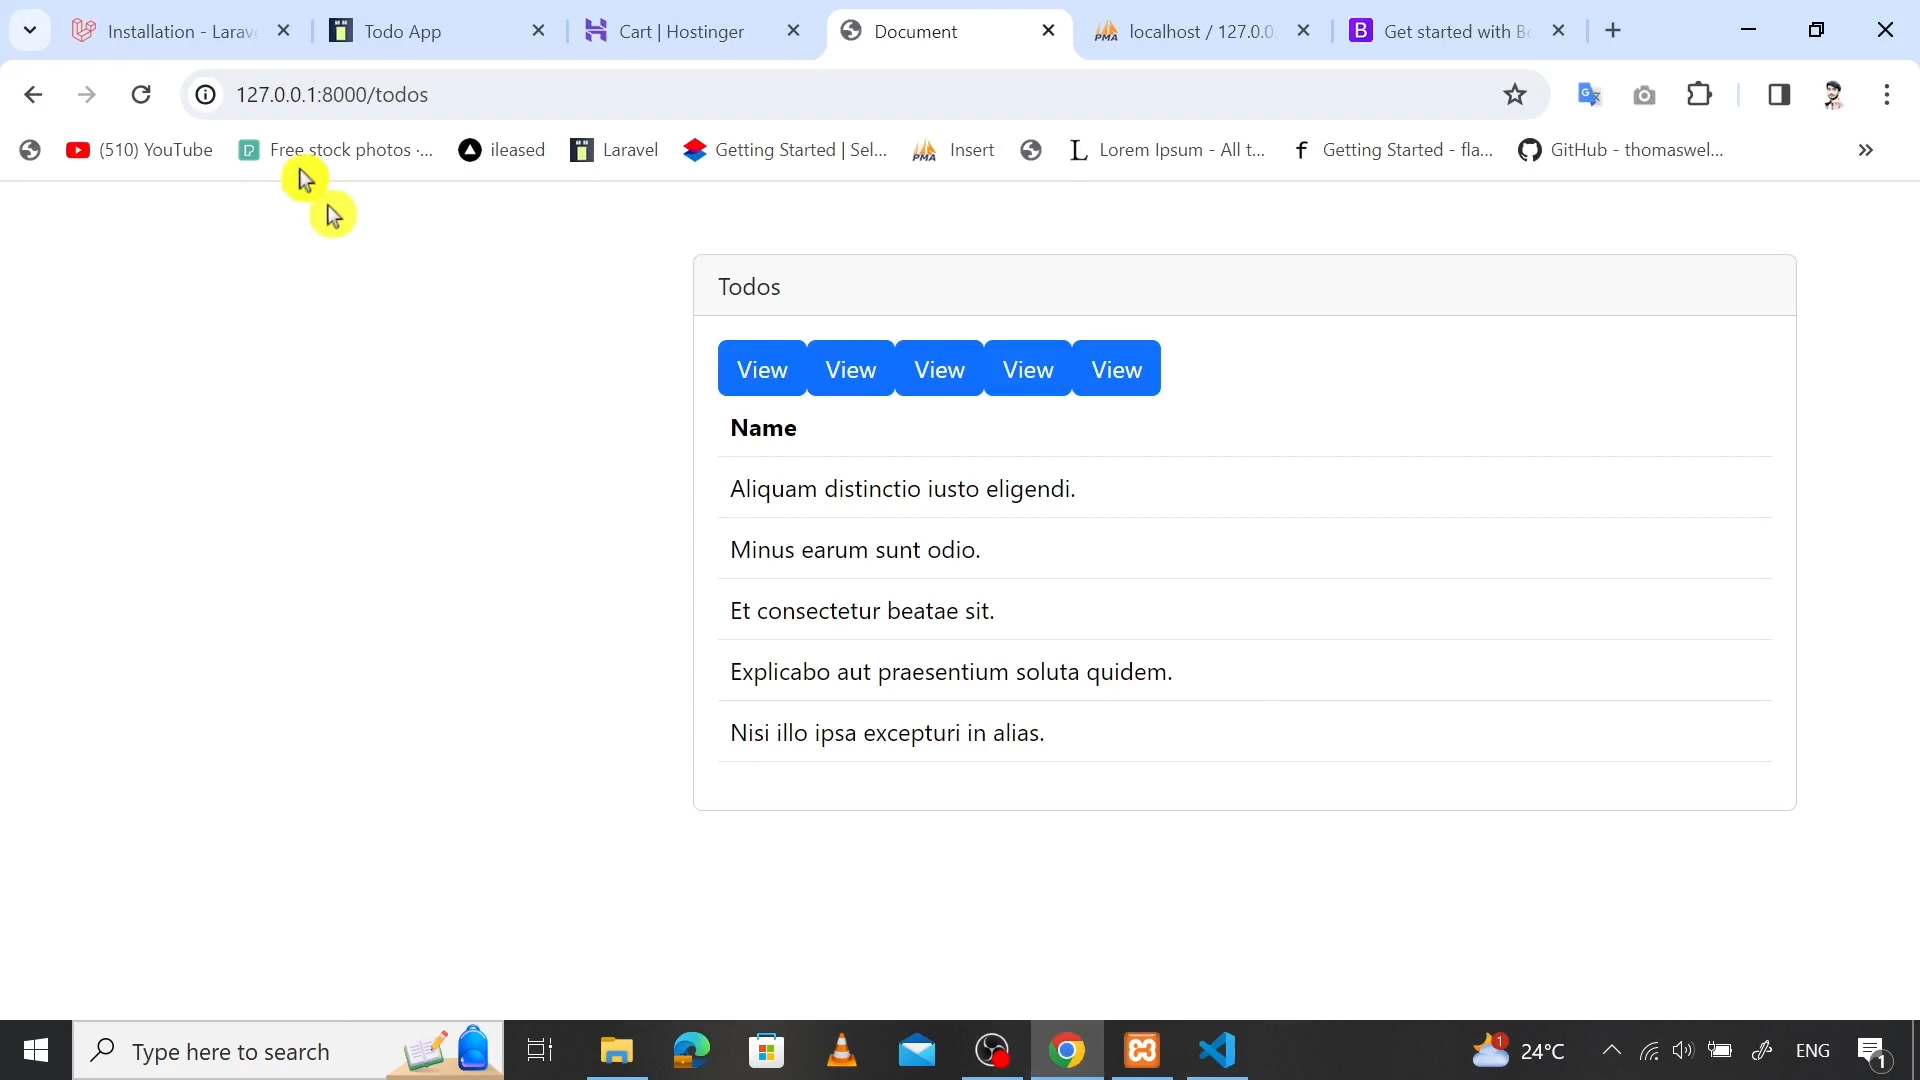 Installation - Larav
Todo App
Cart | Hostinger
Document
localhost / 127.0.0
Get started with Bo
127.0.0.1:8000/todos
(510) YouTube
Free stock photos ·...
ileased
Laravel
Getting Started | Sel...
Insert
Lorem Ipsum - All t...
Getting Started - fla...
GitHub - thomaswel...
Todos
View View View View View
Name
Aliquam distinctio iusto eligendi.
Minus earum sunt odio.
Et consectetur beatae sit.
Explicabo aut praesentium soluta quidem.
Nisi illo ipsa excepturi in alias.
Type here to search
1
24°C
ENG
1